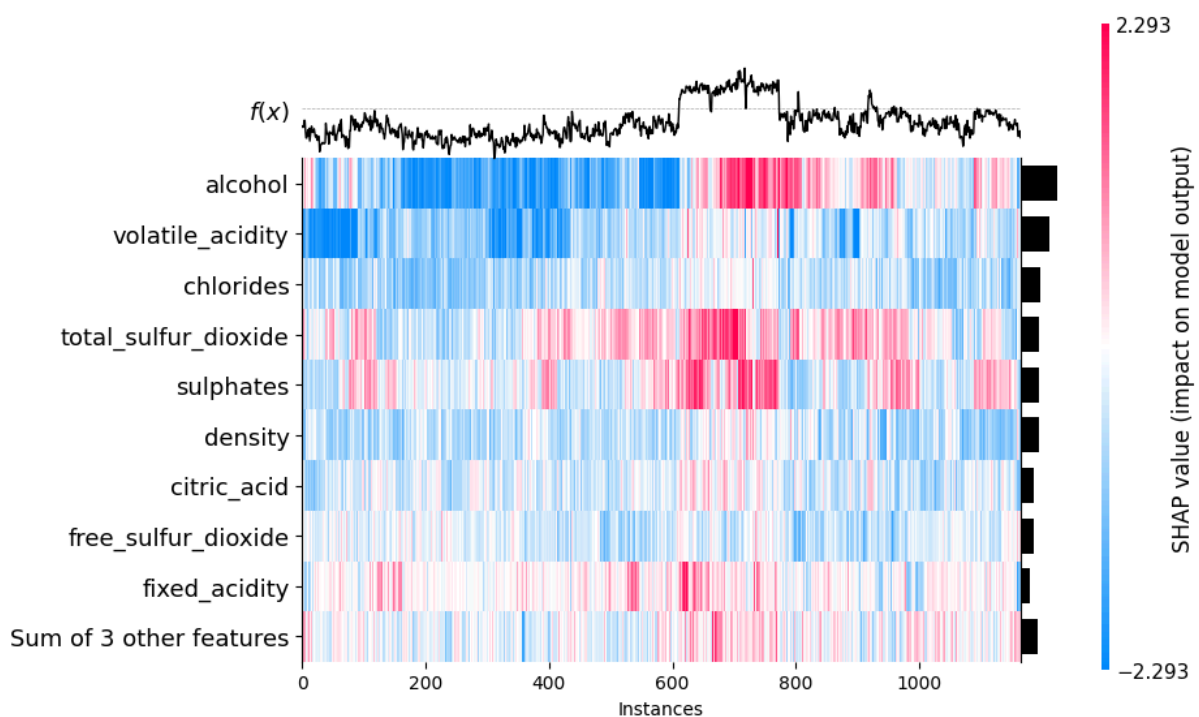 2.293
f(x)
alcohol
volatile_acidity
chlorides
total_sulfur_dioxide
sulphates
density
citric_acid
free_sulfur_dioxide
fixed_acidity
Sum of 3 other features
SHAP value (impact on model output)
−2.293
0 200 400 600 800 1000
Instances